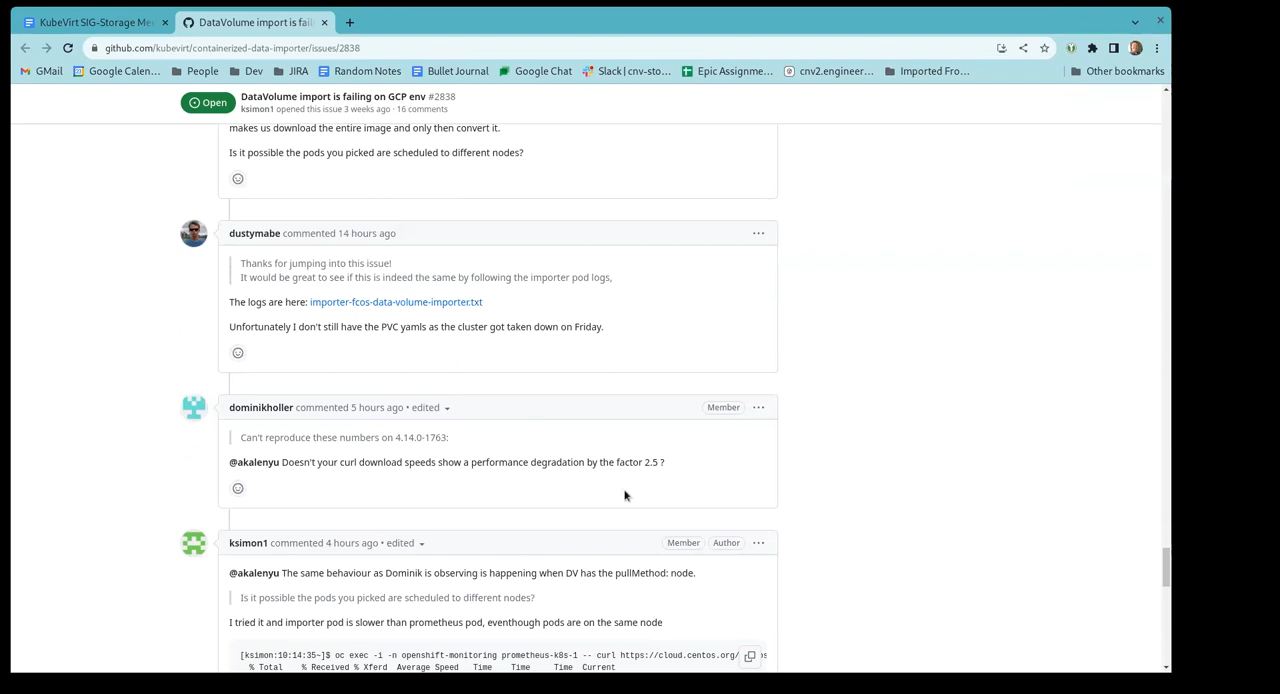 KubeVirt SIG-Storage Me
DataVolume import is fail
github.com/kubevirt/containerized-data-importer/issues/2838
GMail
Google Calen...
People
Dev
JIRA
Random Notes
Bullet Journal
Google Chat
Slack | cnv-sto...
Epic Assignme...
cnv2.engineer...
Imported Fro...
Other bookmarks
Open
DataVolume import is failing on GCP env #2838
ksimon1 opened this issue 3 weeks ago · 16 comments
makes us download the entire image and only then convert it.
Is it possible the pods you picked are scheduled to different nodes?
dustymabe commented 14 hours ago
Thanks for jumping into this issue!
It would be great to see if this is indeed the same by following the importer pod logs,
The logs are here: importer-fcos-data-volume-importer.txt
Unfortunately I don't still have the PVC yamls as the cluster got taken down on Friday.
dominikholler commented 5 hours ago • edited
Member
Can't reproduce these numbers on 4.14.0-1763:
@akalenyu Doesn't your curl download speeds show a performance degradation by the factor 2.5 ?
ksimon1 commented 4 hours ago • edited
Member
Author
@akalenyu The same behaviour as Dominik is observing is happening when DV has the pullMethod: node.
Is it possible the pods you picked are scheduled to different nodes?
I tried it and importer pod is slower than prometheus pod, eventhough pods are on the same node
[ksimon:10:14:35~]$ oc exec -i -n openshift-monitoring prometheus-k8s-1 -- curl https://cloud.centos.org/
% Total % Received % Xferd Average Speed Time Time Time Current